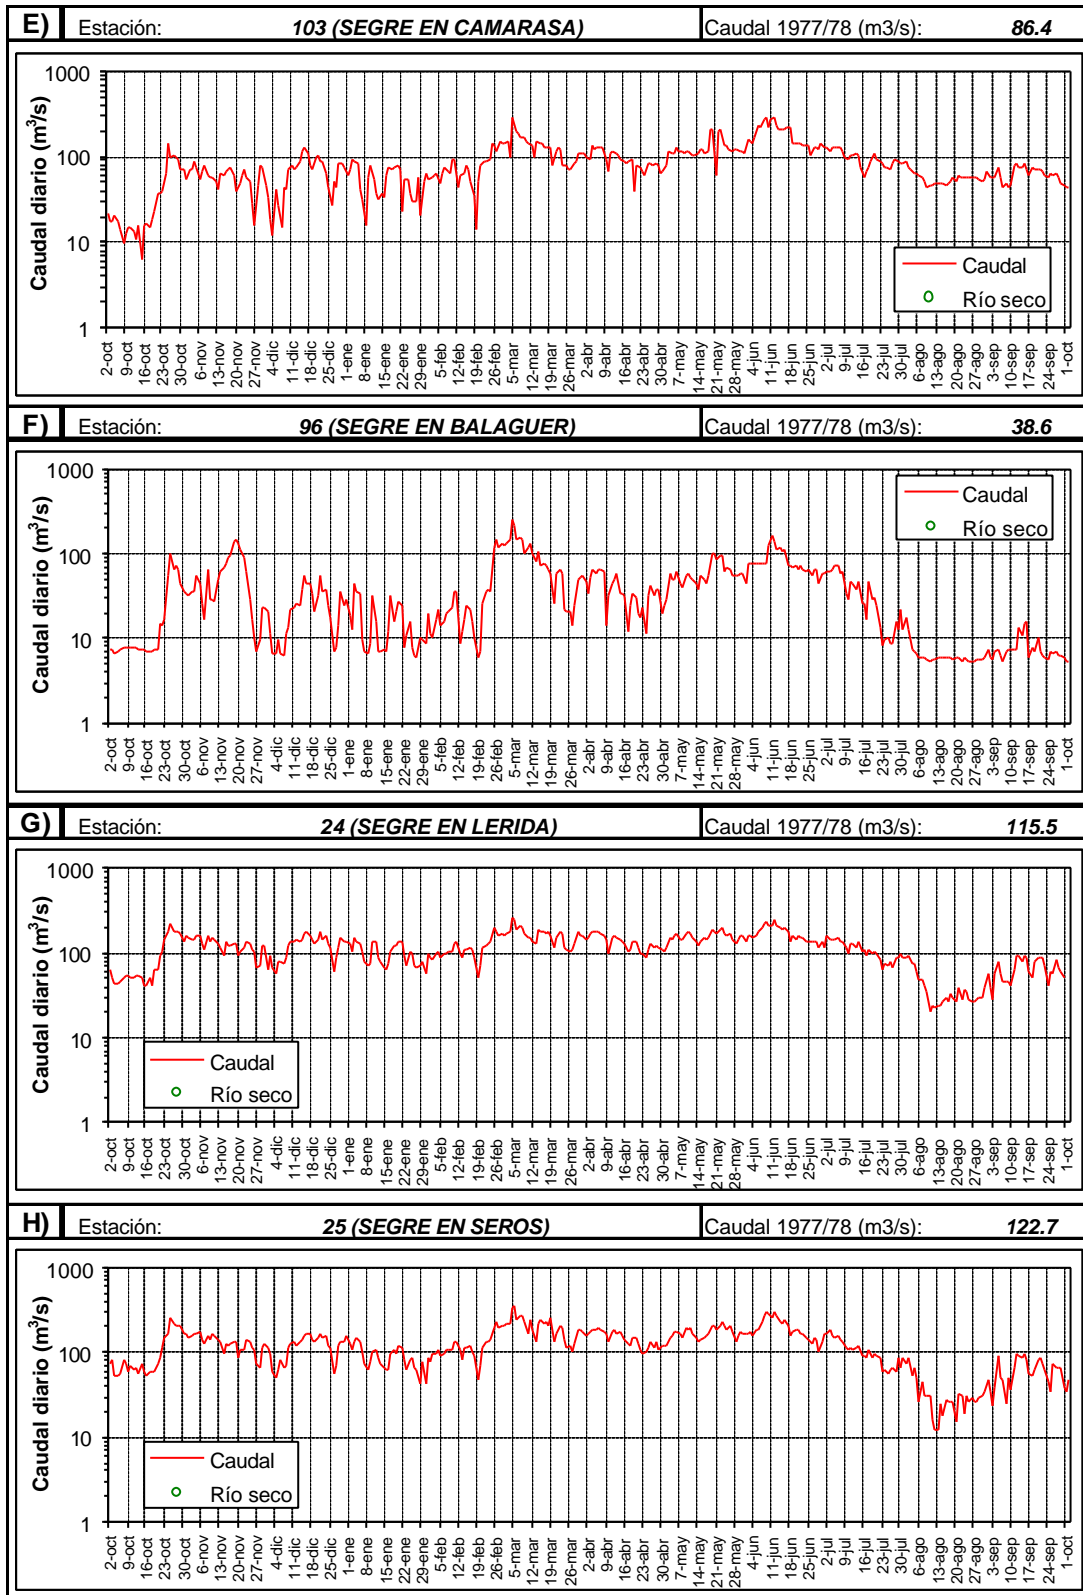 E) Estación: 103 (SEGRE EN CAMARASA) Caudal 1977/78 (m3/s): 86.4
Caudal diario (m³/s)
1000
100
10
1
Caudal
Río seco
2-oct 9-oct 16-oct 23-oct 30-oct 6-nov 13-nov 20-nov 27-nov 4-dic 11-dic 18-dic 25-dic 1-ene 8-ene 15-ene 22-ene 29-ene 5-feb 12-feb 19-feb 26-feb 5-mar 12-mar 19-mar 26-mar 2-abr 9-abr 16-abr 23-abr 30-abr 7-may 14-may 21-may 28-may 4-jun 11-jun 18-jun 25-jun 2-jul 9-jul 16-jul 23-jul 30-jul 6-ago 13-ago 20-ago 27-ago 3-sep 10-sep 17-sep 24-sep 1-oct
F) Estación: 96 (SEGRE EN BALAGUER) Caudal 1977/78 (m3/s): 38.6
Caudal diario (m³/s)
1000
100
10
1
Caudal
Río seco
2-oct 9-oct 16-oct 23-oct 30-oct 6-nov 13-nov 20-nov 27-nov 4-dic 11-dic 18-dic 25-dic 1-ene 8-ene 15-ene 22-ene 29-ene 5-feb 12-feb 19-feb 26-feb 5-mar 12-mar 19-mar 26-mar 2-abr 9-abr 16-abr 23-abr 30-abr 7-may 14-may 21-may 28-may 4-jun 11-jun 18-jun 25-jun 2-jul 9-jul 16-jul 23-jul 30-jul 6-ago 13-ago 20-ago 27-ago 3-sep 10-sep 17-sep 24-sep 1-oct
G) Estación: 24 (SEGRE EN LERIDA) Caudal 1977/78 (m3/s): 115.5
Caudal diario (m³/s)
1000
100
10
1
Caudal
Río seco
2-oct 9-oct 16-oct 23-oct 30-oct 6-nov 13-nov 20-nov 27-nov 4-dic 11-dic 18-dic 25-dic 1-ene 8-ene 15-ene 22-ene 29-ene 5-feb 12-feb 19-feb 26-feb 5-mar 12-mar 19-mar 26-mar 2-abr 9-abr 16-abr 23-abr 30-abr 7-may 14-may 21-may 28-may 4-jun 11-jun 18-jun 25-jun 2-jul 9-jul 16-jul 23-jul 30-jul 6-ago 13-ago 20-ago 27-ago 3-sep 10-sep 17-sep 24-sep 1-oct
H) Estación: 25 (SEGRE EN SEROS) Caudal 1977/78 (m3/s): 122.7
Caudal diario (m³/s)
1000
100
10
1
Caudal
Río seco
2-oct 9-oct 16-oct 23-oct 30-oct 6-nov 13-nov 20-nov 27-nov 4-dic 11-dic 18-dic 25-dic 1-ene 8-ene 15-ene 22-ene 29-ene 5-feb 12-feb 19-feb 26-feb 5-mar 12-mar 19-mar 26-mar 2-abr 9-abr 16-abr 23-abr 30-abr 7-may 14-may 21-may 28-may 4-jun 11-jun 18-jun 25-jun 2-jul 9-jul 16-jul 23-jul 30-jul 6-ago 13-ago 20-ago 27-ago 3-sep 10-sep 17-sep 24-sep 1-oct